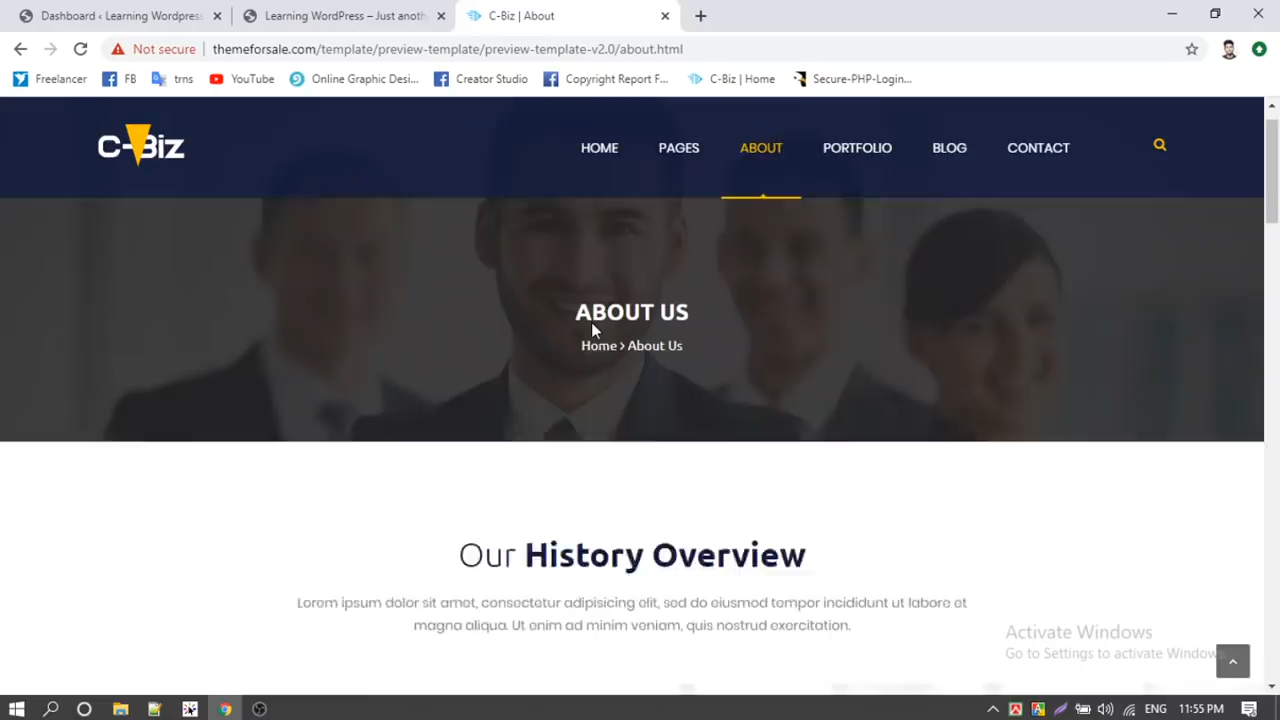 Dashboard ‹ Learning Wordpress
Learning WordPress – Just anoth
C-Biz | About
Not secure
themeforsale.com/template/preview-template/preview-template-v2.0/about.html
Freelancer
FB
trns
YouTube
Online Graphic Desi...
Creator Studio
Copyright Report F...
C-Biz | Home
Secure-PHP-Login...
C-Biz
HOME
PAGES
ABOUT
PORTFOLIO
BLOG
CONTACT
ABOUT US
Home › About Us
Our History Overview
Lorem ipsum dolor sit amet, consectetur adipisicing elit, sed do eiusmod tempor incididunt ut labore et
magna aliqua. Ut enim ad minim veniam, quis nostrud exercitation.
Activate Windows
Go to Settings to activate Windows.
ENG
11:55 PM